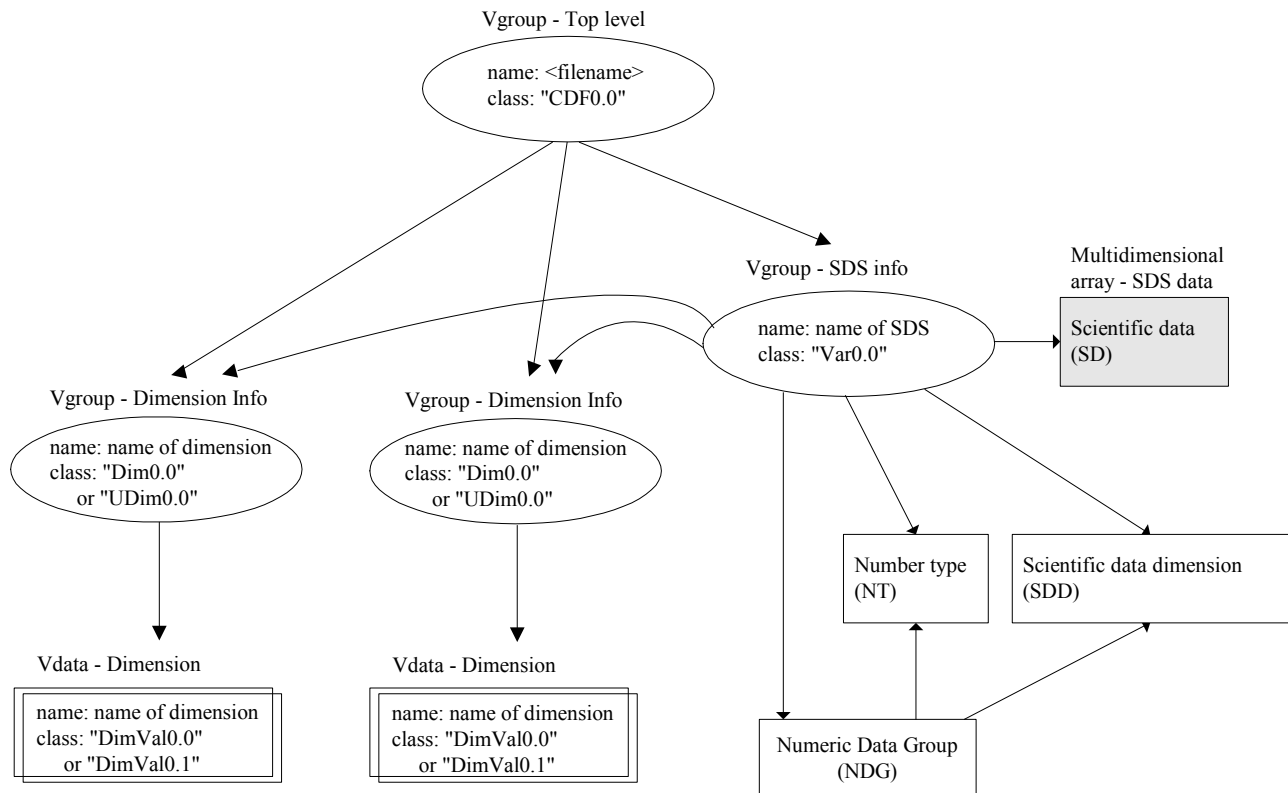 Vgroup - Top level
name: <filename>
class: "CDF0.0"
Vgroup - SDS info
name: name of SDS
class: "Var0.0"
Multidimensional
array - SDS data
Scientific data
(SD)
Vgroup - Dimension Info
name: name of dimension
class: "Dim0.0"
or "UDim0.0"
Vgroup - Dimension Info
name: name of dimension
class: "Dim0.0"
or "UDim0.0"
Number type
(NT)
Scientific data dimension
(SDD)
Vdata - Dimension
name: name of dimension
class: "DimVal0.0"
or "DimVal0.1"
Vdata - Dimension
name: name of dimension
class: "DimVal0.0"
or "DimVal0.1"
Numeric Data Group
(NDG)